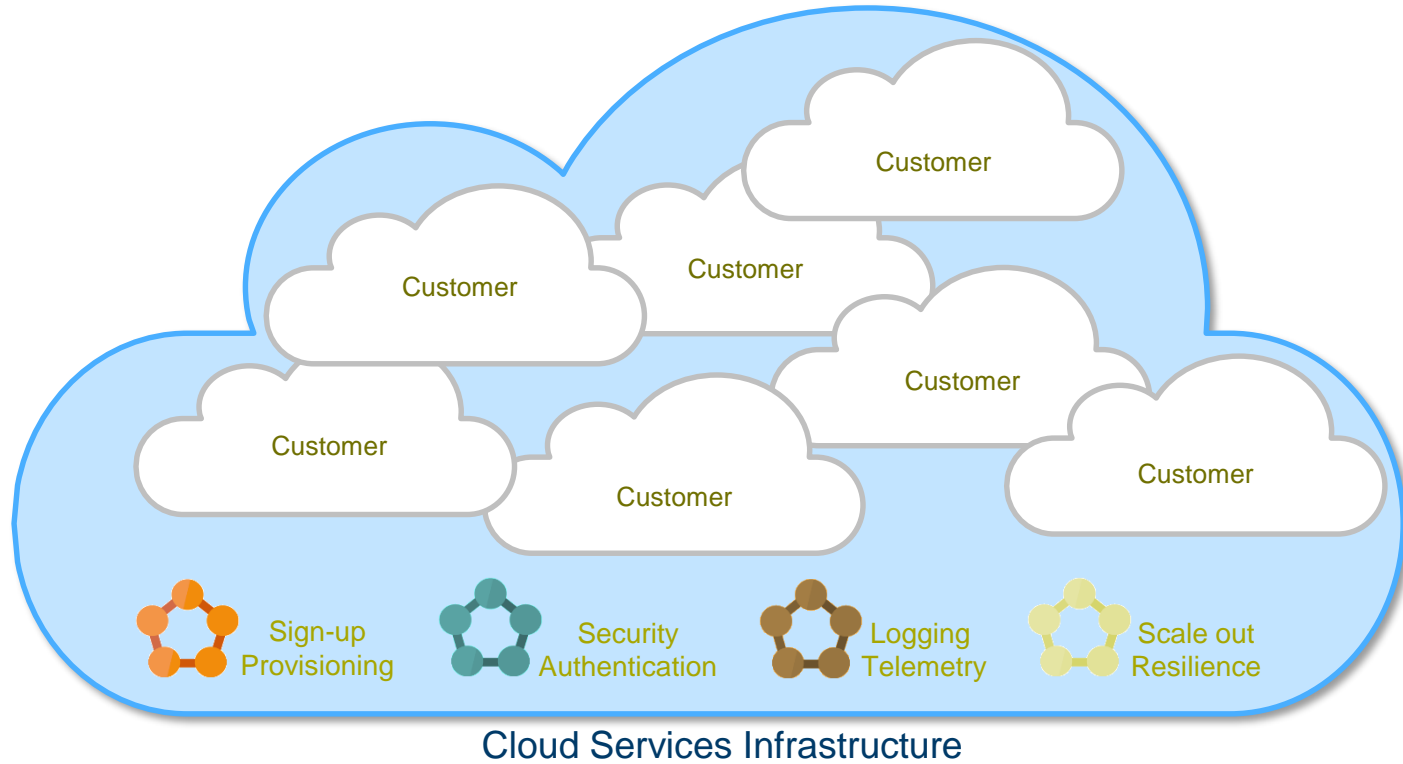 Customer
Customer
Customer
Customer
Customer
Customer
Customer
Sign-up
Provisioning
Security
Authentication
Logging
Telemetry
Scale out
Resilience
Cloud Services Infrastructure